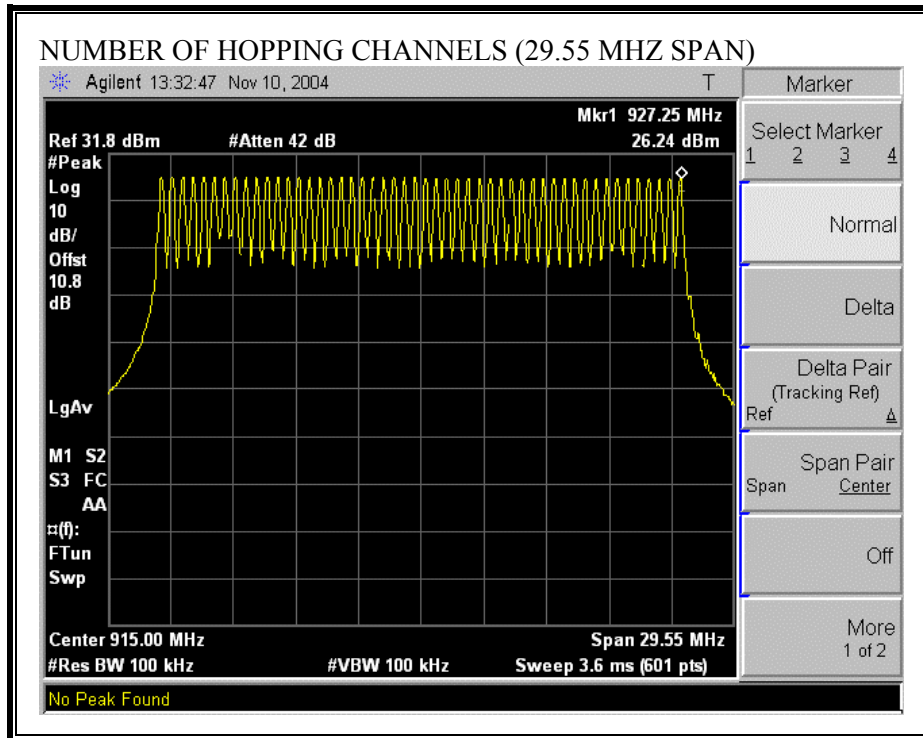 NUMBER OF HOPPING CHANNELS (29.55 MHZ SPAN)
Agilent 13:32:47 Nov 10, 2004 T
Mkr1 927.25 MHz
Ref 31.8 dBm #Atten 42 dB 26.24 dBm
#Peak
Log
10
dB/
Offst
10.8
dB
LgAv
M1 S2
S3 FC
AA
¤(f):
FTun
Swp
Center 915.00 MHz Span 29.55 MHz
#Res BW 100 kHz #VBW 100 kHz Sweep 3.6 ms (601 pts)
No Peak Found
Marker
Select Marker
1 2 3 4
Normal
Delta
Delta Pair
(Tracking Ref)
Ref Δ
Span Pair
Span Center
Off
More
1 of 2